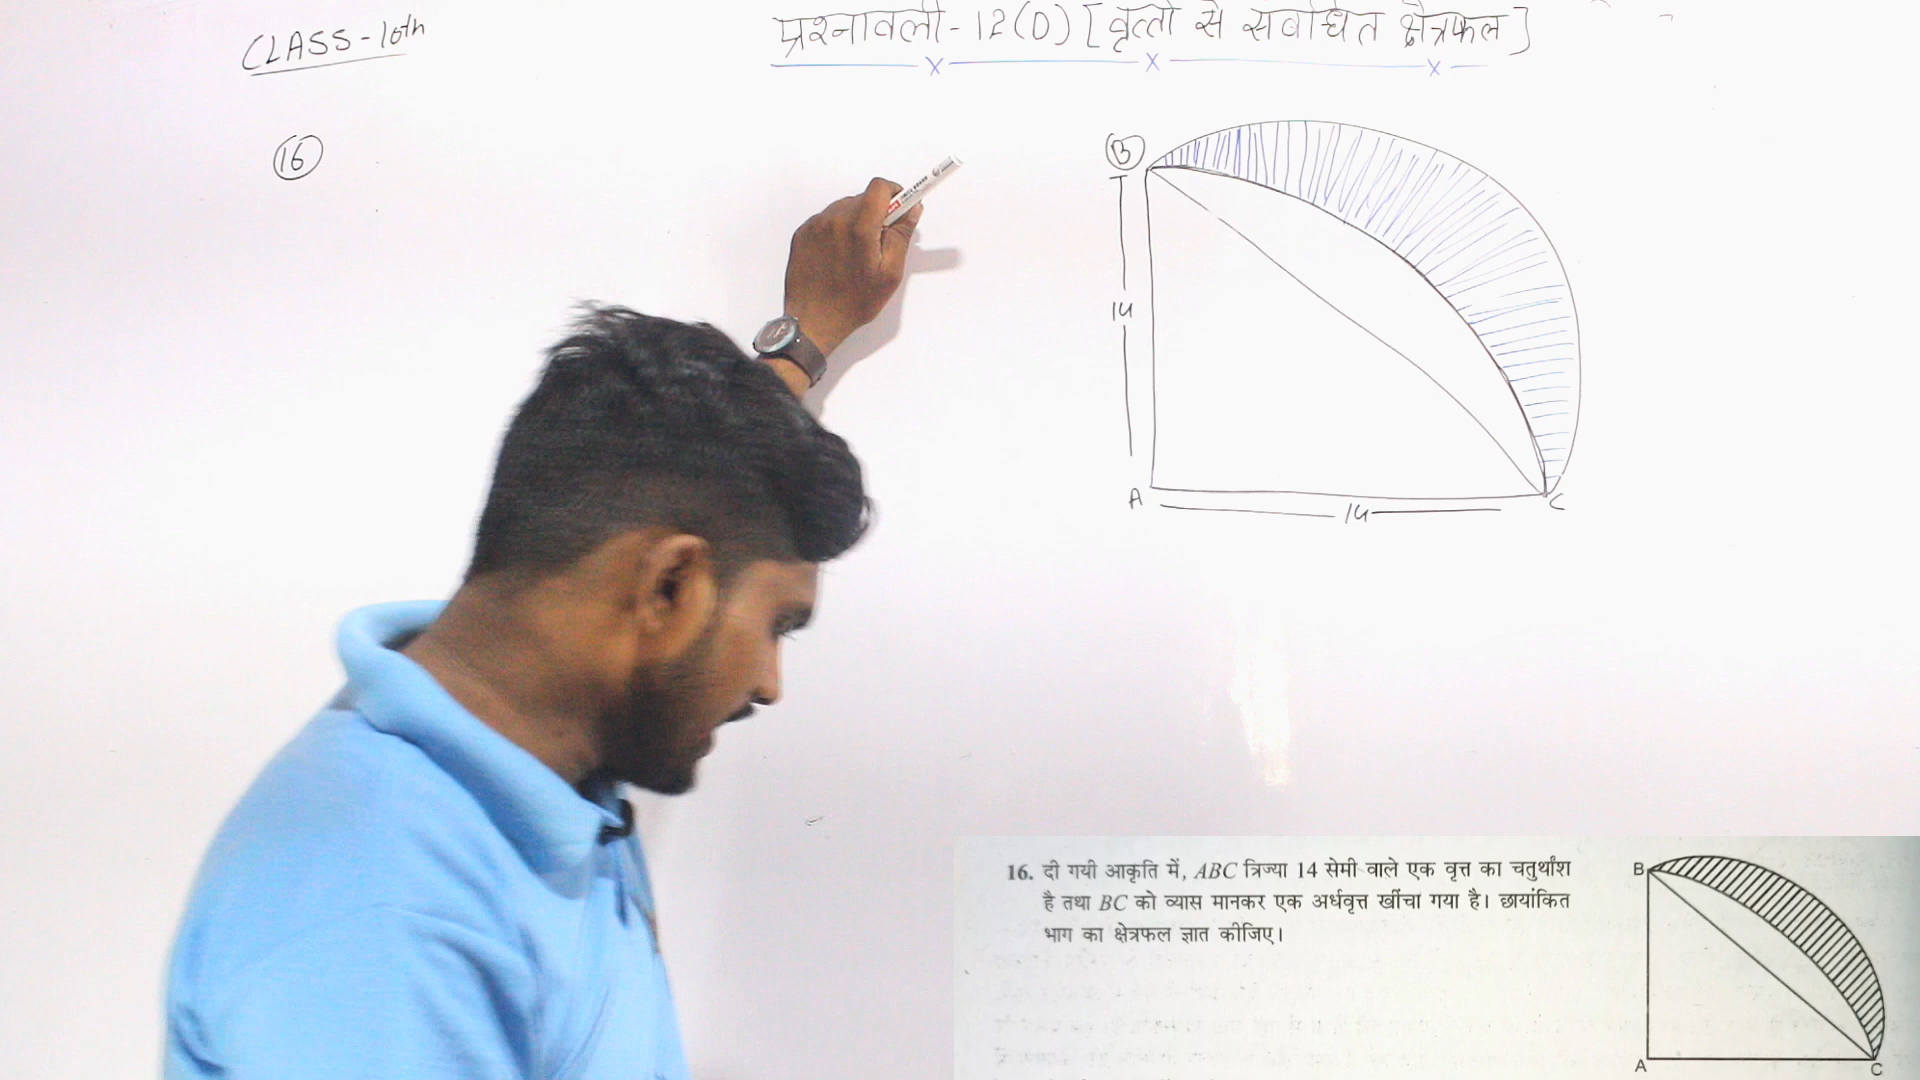 CLASS-10th
प्रश्नावली-12(D) [वृत्तो से संबंधित क्षेत्रफल]
16
B
14
A
14
C
16. दी गयी आकृति में, ABC त्रिज्या 14 सेमी वाले एक वृत्त का चतुर्थांश
है तथा BC को व्यास मानकर एक अर्धवृत्त खींचा गया है। छायांकित
भाग का क्षेत्रफल ज्ञात कीजिए।
B
A
C